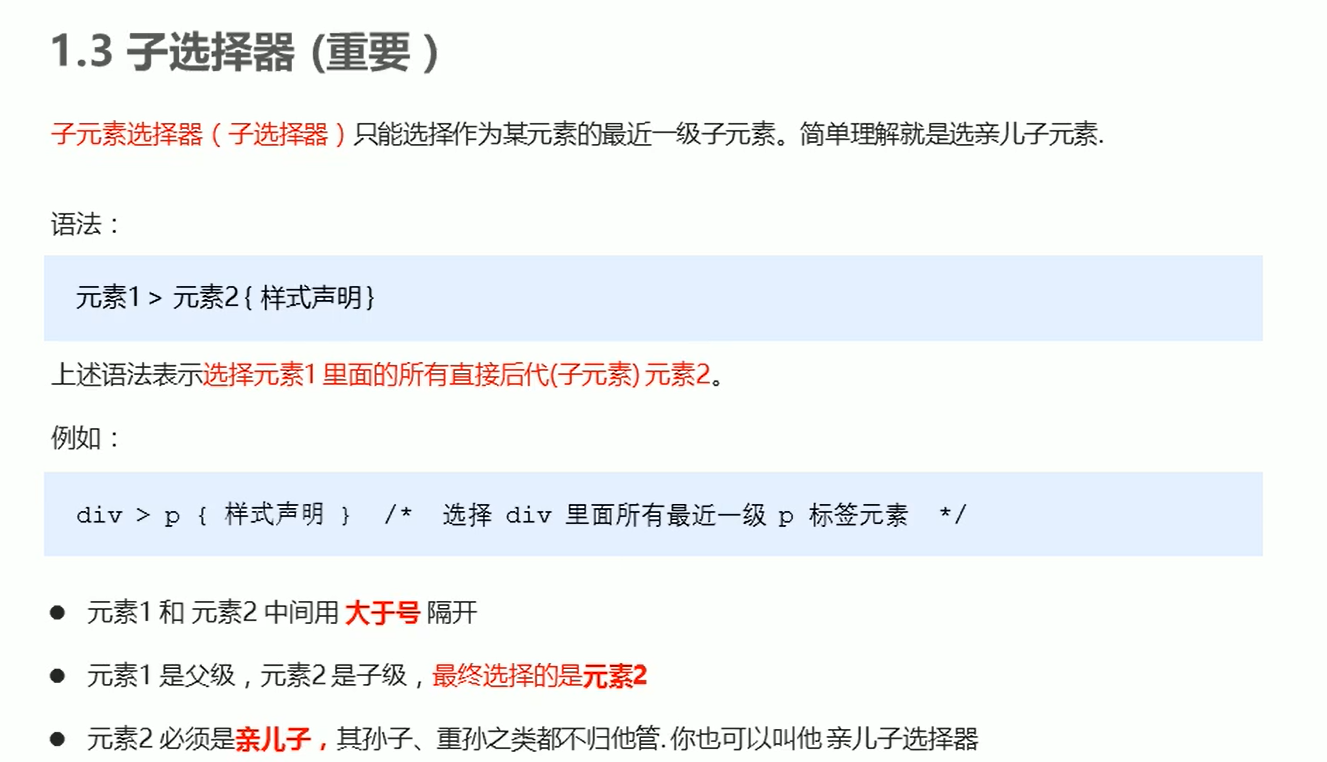 1.3 子选择器 (重要）
子元素选择器（子选择器）只能选择作为某元素的最近一级子元素。简单理解就是选亲儿子元素.
语法：
元素1 > 元素2{ 样式声明}
上述语法表示选择元素1 里面的所有直接后代(子元素) 元素2。
例如：
div > p { 样式声明 }  /*  选择 div 里面所有最近一级 p 标签元素  */
● 元素1 和 元素2 中间用 大于号 隔开
● 元素1 是父级，元素2 是子级，最终选择的是元素2
● 元素2 必须是亲儿子，其孙子、重孙之类都不归他管. 你也可以叫他 亲儿子选择器